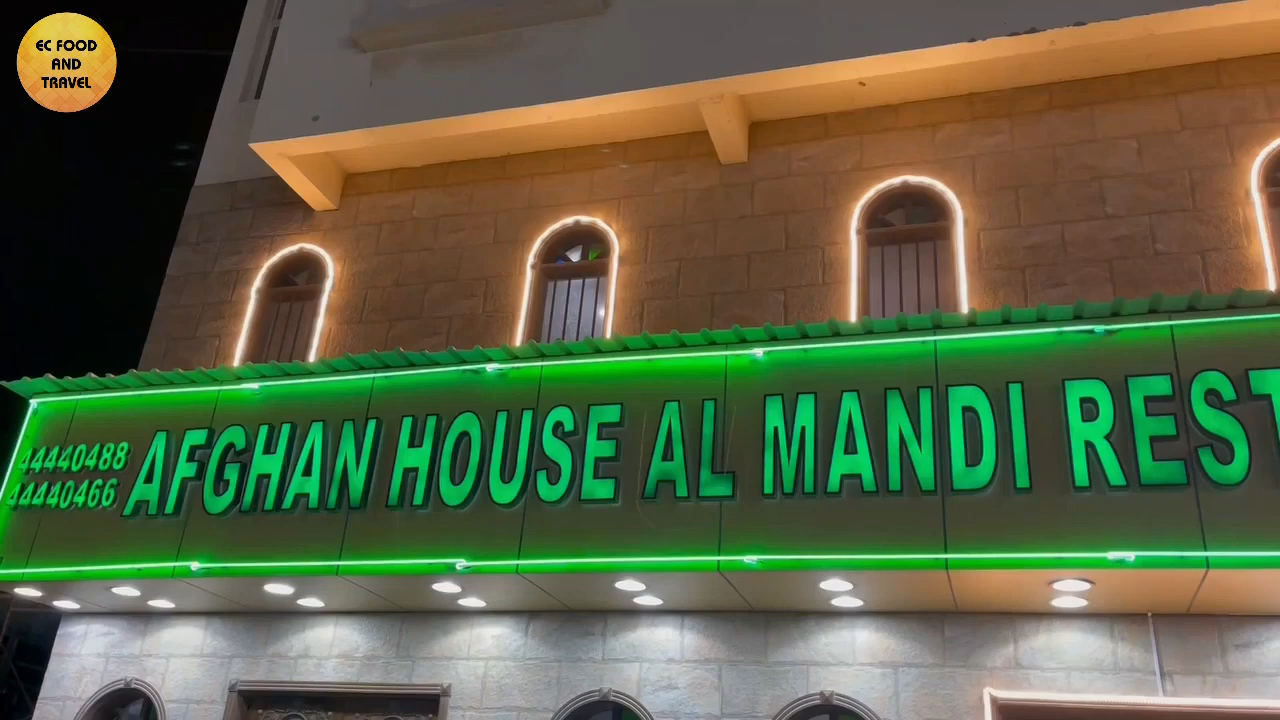 EC FOOD
AND
TRAVEL
44440488
44440466
AFGHAN HOUSE AL MANDI REST